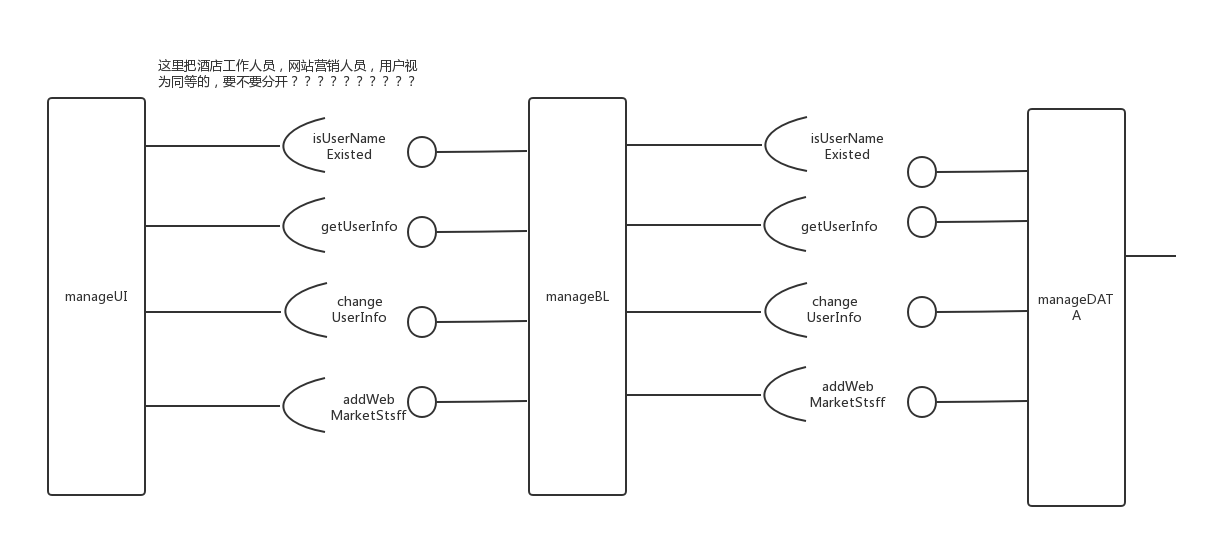 这里把酒店工作人员，网站营销人员，用户视
为同等的，要不要分开？？？？？？？？？？
isUserName
Existed
getUserInfo
change
UserInfo
addWeb
MarketStsff
isUserName
Existed
getUserInfo
change
UserInfo
addWeb
MarketStsff
manageUI
manageBL
manageDAT
A